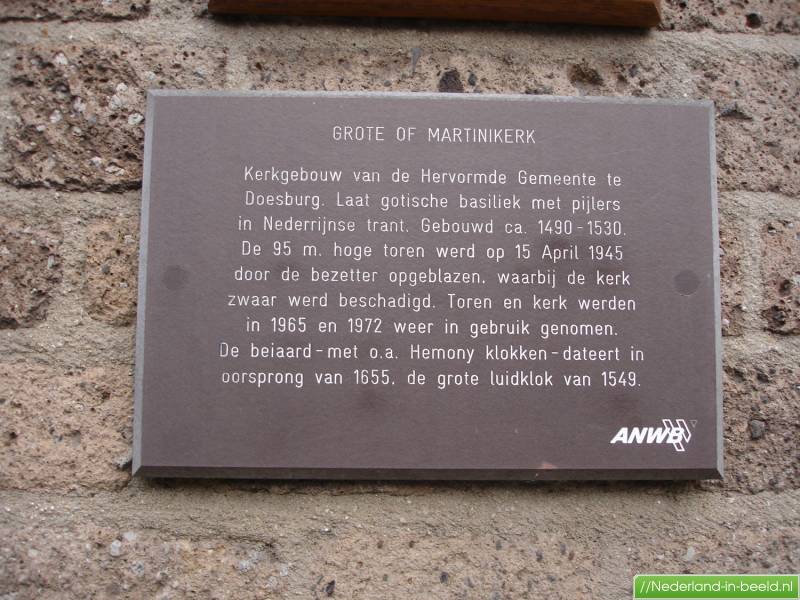 GROTE OF MARTINIKERK
Kerkgebouw van de Hervormde Gemeente te
Doesburg. Laat gotische basiliek met pijlers
in Nederrijnse trant. Gebouwd ca. 1490-1530.
De 95 m. hoge toren werd op 15 April 1945
door de bezetter opgeblazen, waarbij de kerk
zwaar werd beschadigd. Toren en kerk werden
in 1965 en 1972 weer in gebruik genomen.
De beiaard-met o.a. Hemony klokken-dateert in
oorsprong van 1655, de grote luidklok van 1549.
ANWB
//Nederland-in-beeld.nl